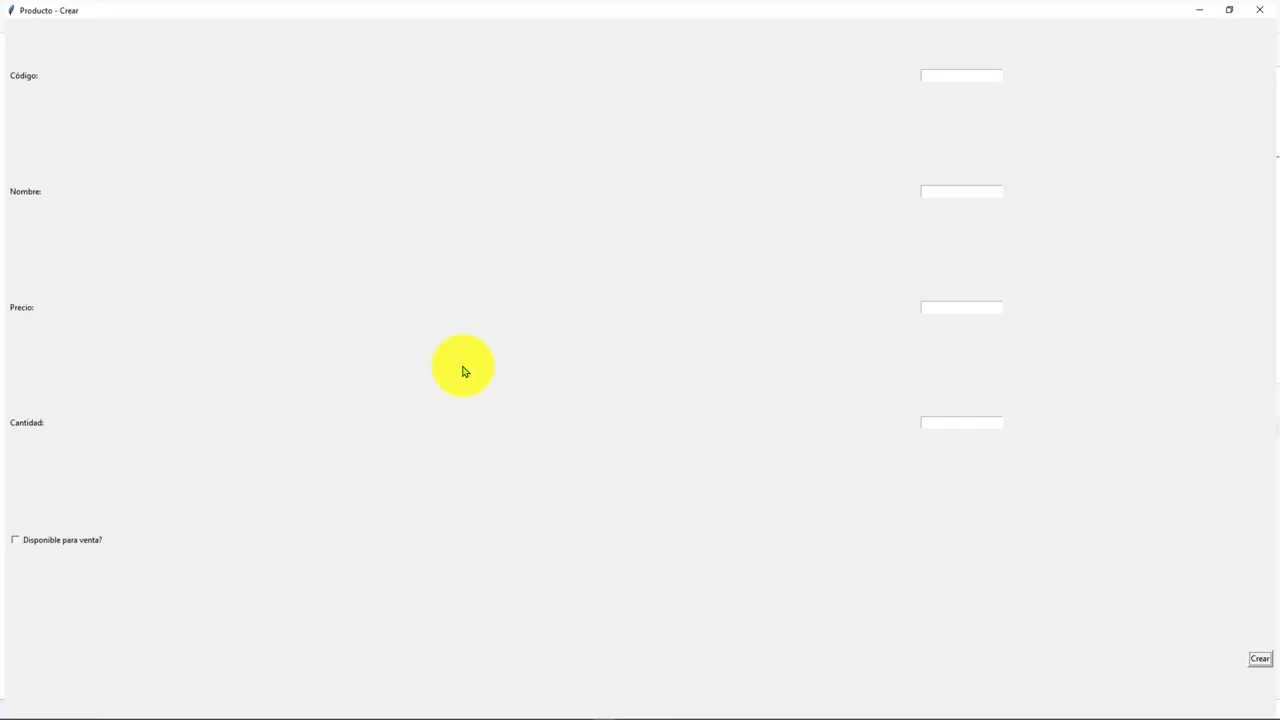 Producto - Crear
Código:
Nombre:
Precio:
Cantidad:
Disponible para venta?
Crear